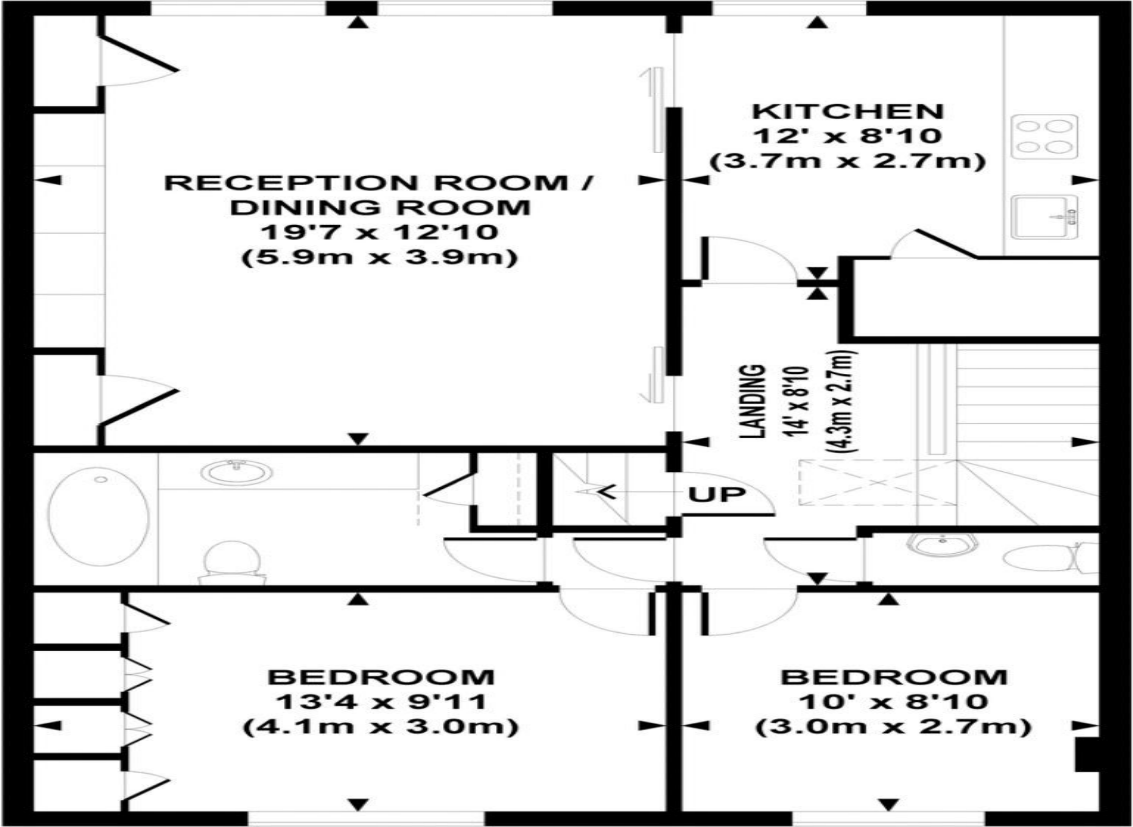 KITCHEN
12' x 8'10
(3.7m x 2.7m)
RECEPTION ROOM /
DINING ROOM
19'7 x 12'10
(5.9m x 3.9m)
LANDING
14' x 8'10
(4.3m x 2.7m)
UP
BEDROOM
13'4 x 9'11
(4.1m x 3.0m)
BEDROOM
10' x 8'10
(3.0m x 2.7m)